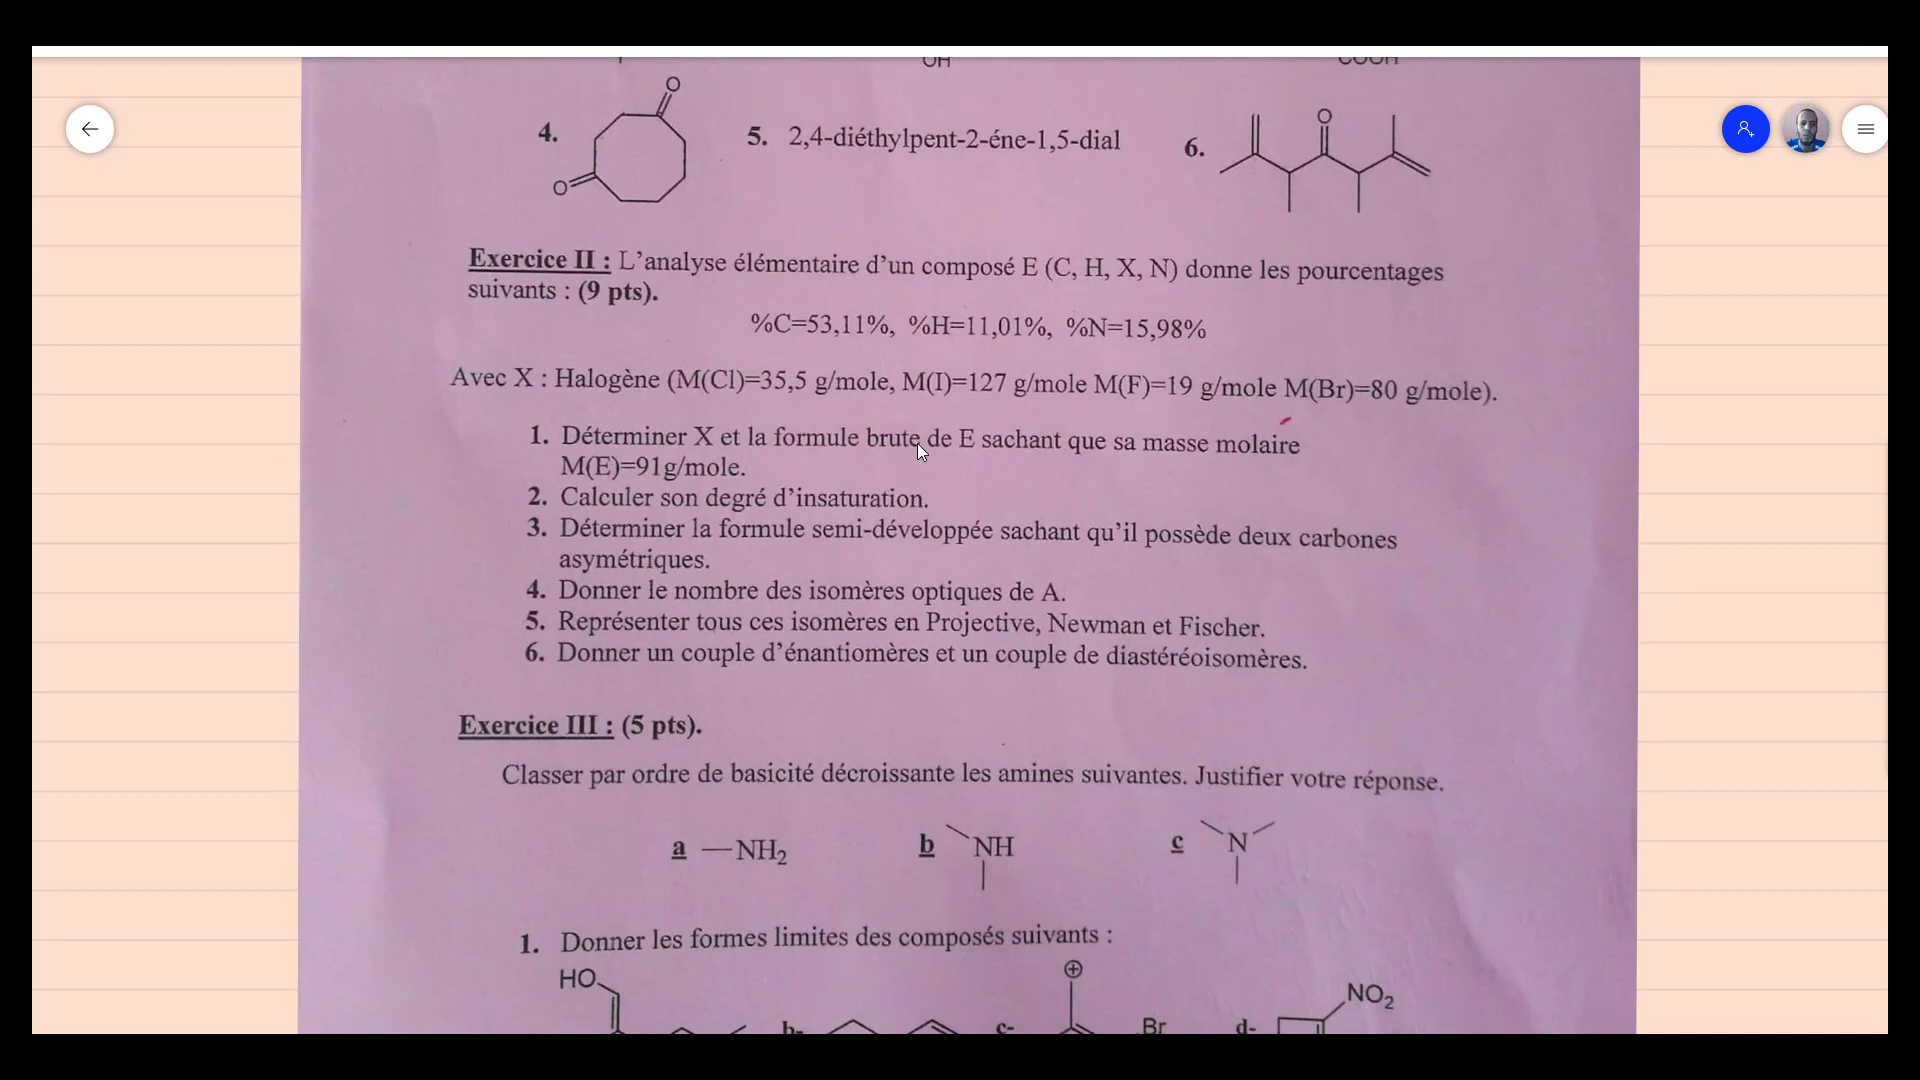 OH
COOH
4.
O
O
5. 2,4-diéthylpent-2-éne-1,5-dial
6.
O
Exercice II : L’analyse élémentaire d’un composé E (C, H, X, N) donne les pourcentages
suivants : (9 pts).
%C=53,11%, %H=11,01%, %N=15,98%
Avec X : Halogène (M(Cl)=35,5 g/mole, M(I)=127 g/mole M(F)=19 g/mole M(Br)=80 g/mole).
1. Déterminer X et la formule brute de E sachant que sa masse molaire
M(E)=91g/mole.
2. Calculer son degré d’insaturation.
3. Déterminer la formule semi-développée sachant qu’il possède deux carbones
asymétriques.
4. Donner le nombre des isomères optiques de A.
5. Représenter tous ces isomères en Projective, Newman et Fischer.
6. Donner un couple d’énantiomères et un couple de diastéréoisomères.
Exercice III : (5 pts).
Classer par ordre de basicité décroissante les amines suivantes. Justifier votre réponse.
a NH2
b NH
c N
1. Donner les formes limites des composés suivants :
HO
⊕
NO2
b-
c-
Br
d-